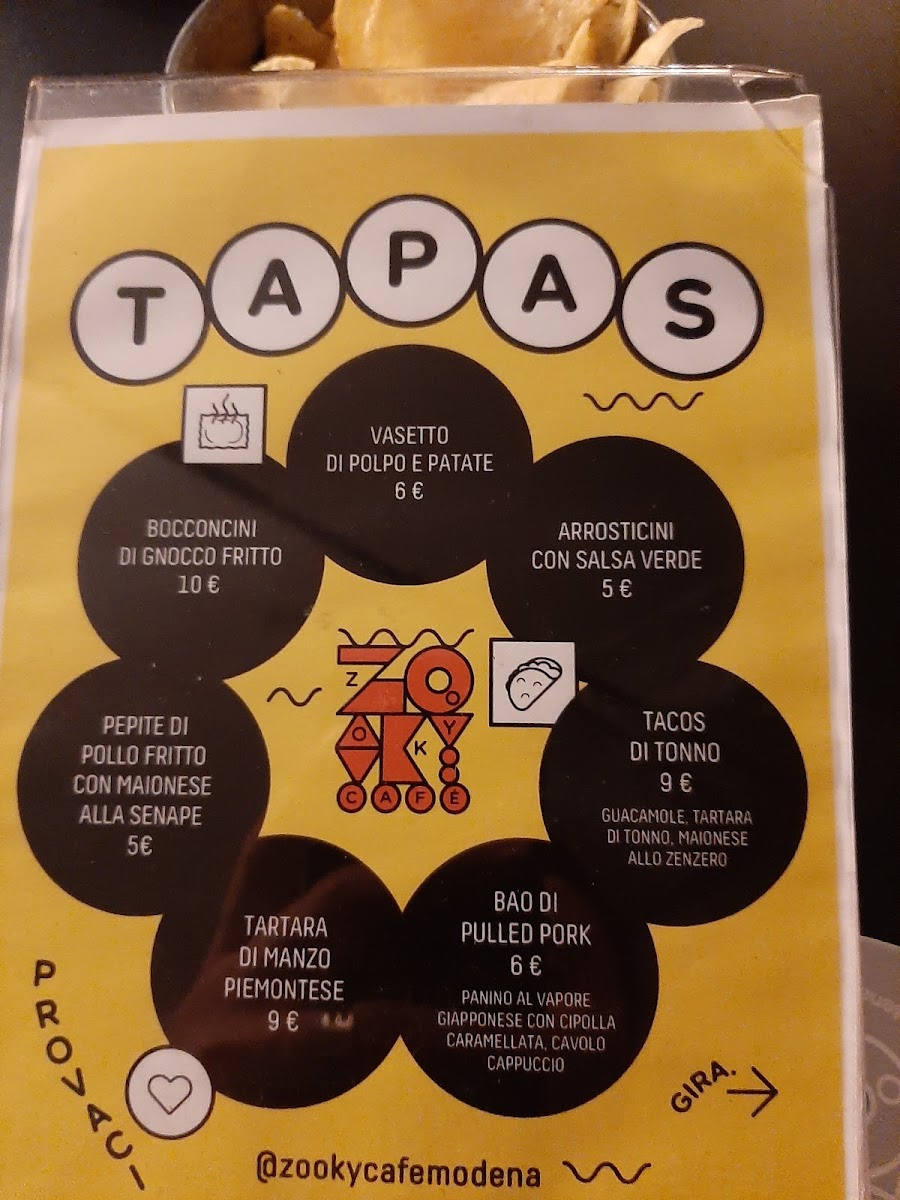 TAPAS
VASETTO
DI POLPO E PATATE
6 €
BOCCONCINI
DI GNOCCO FRITTO
10 €
ARROSTICINI
CON SALSA VERDE
5 €
PEPITE DI
POLLO FRITTO
CON MAIONESE
ALLA SENAPE
5€
ZOOKY
ZOOKY
CAFÉ
TACOS
DI TONNO
9 €
GUACAMOLE, TARTARA
DI TONNO, MAIONESE
ALLO ZENZERO
TARTARA
DI MANZO
PIEMONTESE
9 €
BAO DI
PULLED PORK
6 €
PANINO AL VAPORE
GIAPPONESE CON CIPOLLA
CARAMELLATA, CAVOLO
CAPPUCCIO
PROVACI
GIRA.
@zookycafemodena